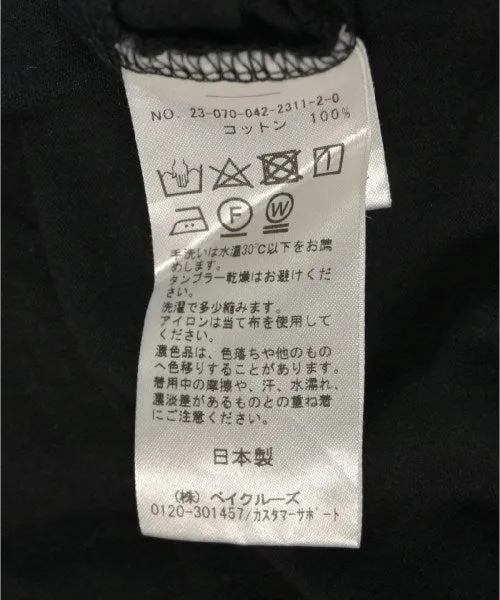 NO. 23-070-042-2311-2-0
コットン 100%
F W
手洗いは水温30℃以下をお薦
めします。
タンブラー乾燥はお避けくだ
さい。
洗濯で多少縮みます。
アイロンは当て布を使用して
ください。
濃色品は、色落ちや他のもの
へ色移りすることがあります。
着用中の摩擦や、汗、水濡れ、
濃淡差があるものとの重ね着
にご注意ください。
日本製
(株) ベイクルーズ
0120-301457/カスタマーサポート